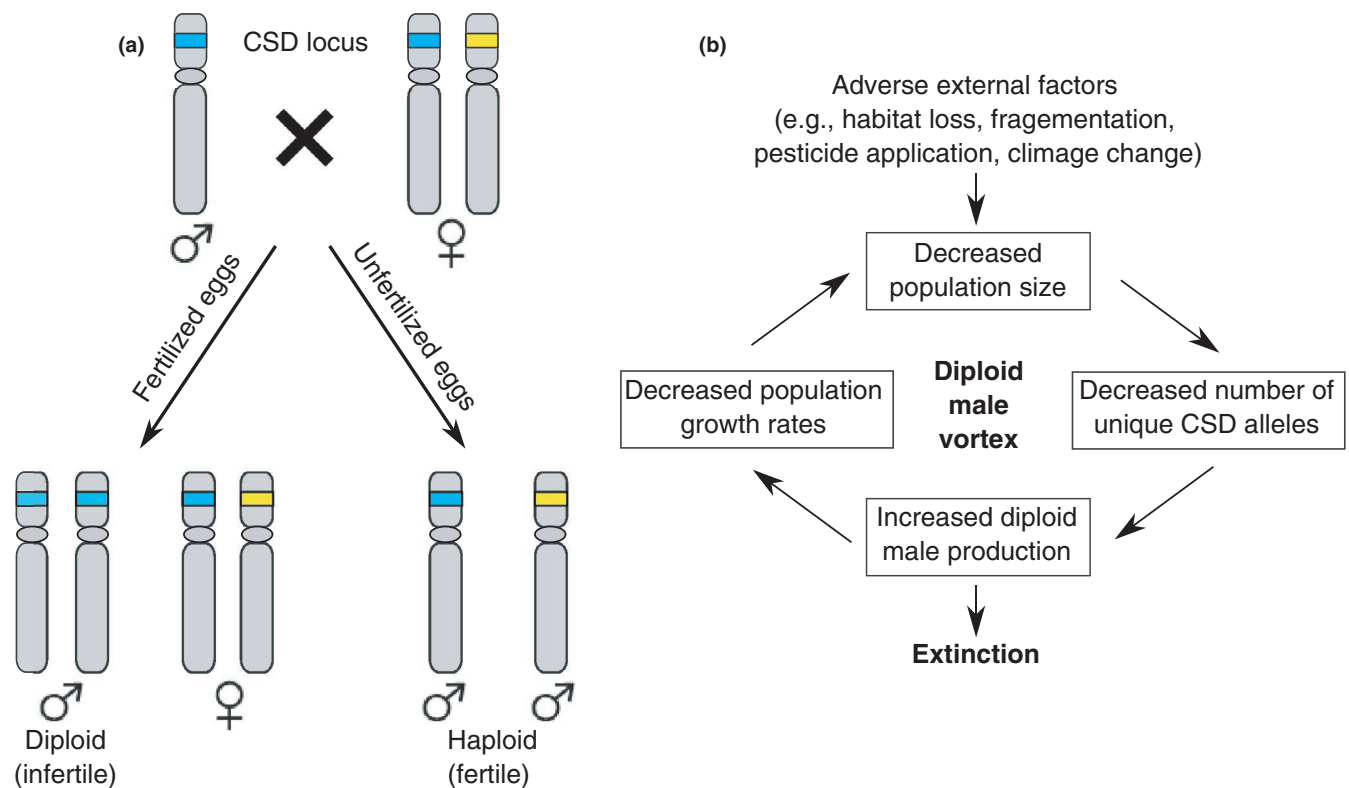 (a)
CSD locus
♂
♀
Fertilized eggs
Unfertilized eggs
♂
♀
♂
♂
Diploid
(infertile)
Haploid
(fertile)
(b)
Adverse external factors
(e.g., habitat loss, fragementation,
pesticide application, climage change)
Decreased
population size
Decreased population
growth rates
Diploid
male
vortex
Decreased number of
unique CSD alleles
Increased diploid
male production
Extinction